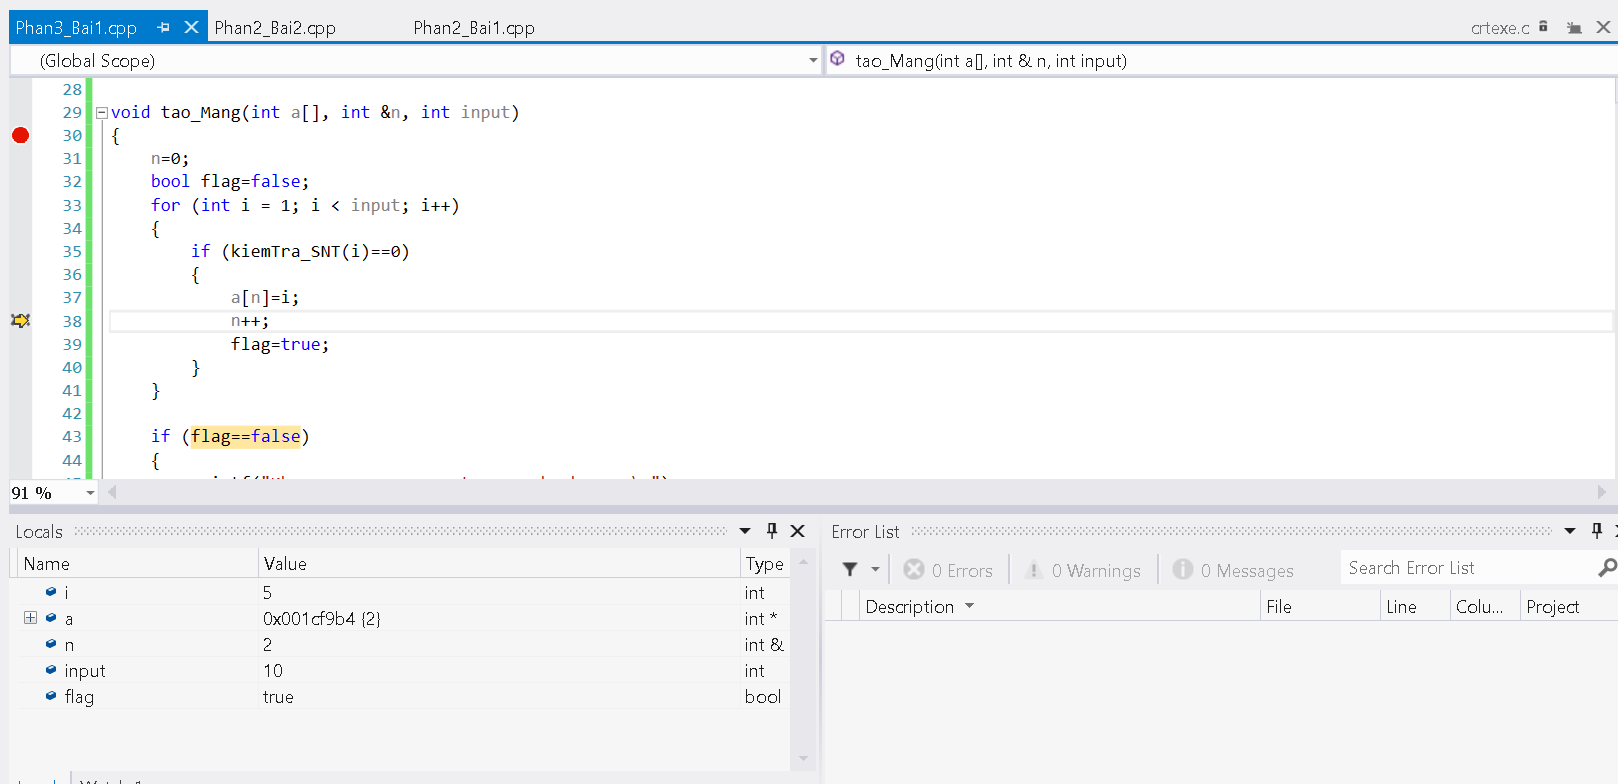 Phan3_Bai1.cpp Phan2_Bai2.cpp Phan2_Bai1.cpp crtexe.c
(Global Scope) tao_Mang(int a[], int & n, int input)
28
29 void tao_Mang(int a[], int &n, int input)
30 {
31 n=0;
32 bool flag=false;
33 for (int i = 1; i < input; i++)
34 {
35 if (kiemTra_SNT(i)==0)
36 {
37 a[n]=i;
38 n++;
39 flag=true;
40 }
41 }
42
43 if (flag==false)
44 {
91 %
Locals
Name Value Type
i 5 int
a 0x001cf9b4 {2} int *
n 2 int &
input 10 int
flag true bool
Error List
0 Errors 0 Warnings 0 Messages Search Error List
Description File Line Colu... Project